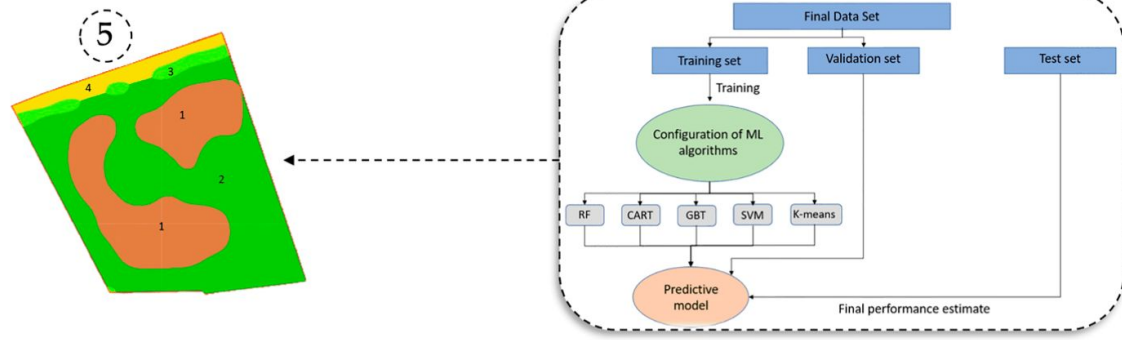 5
3
4
1
2
1
Final Data Set
Training set
Validation set
Test set
Training
Configuration of ML
algorithms
RF
CART
GBT
SVM
K-means
Predictive
model
Final performance estimate